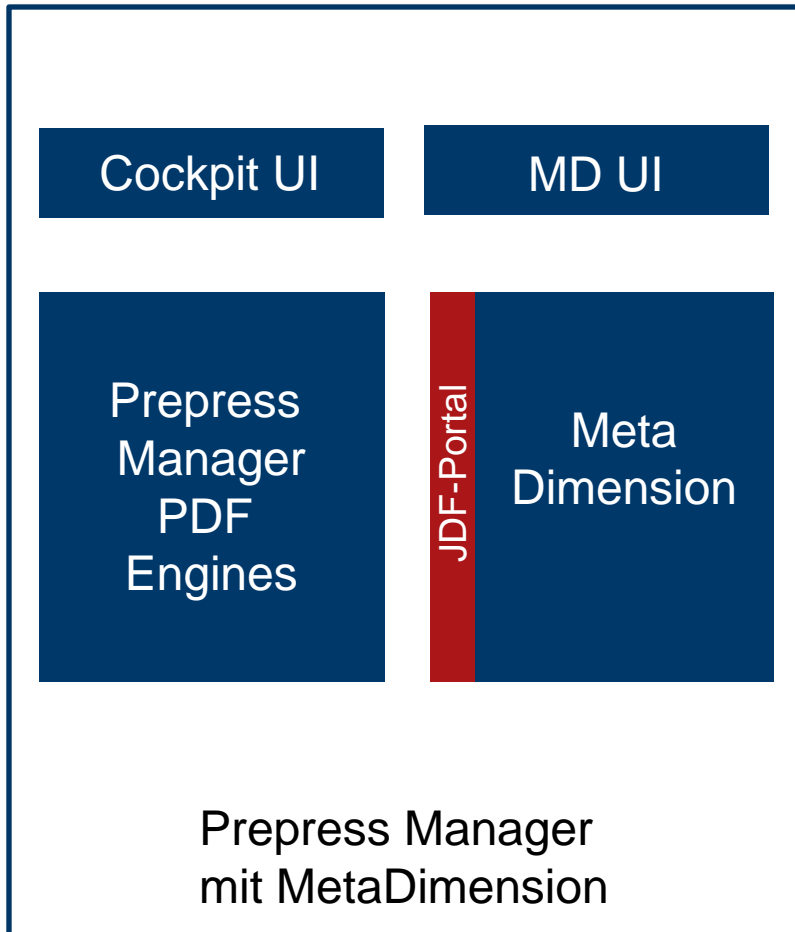 Cockpit UI
MD UI
Prepress
Manager
PDF
Engines
JDF-Portal
Meta
Dimension
Prepress Manager
mit MetaDimension